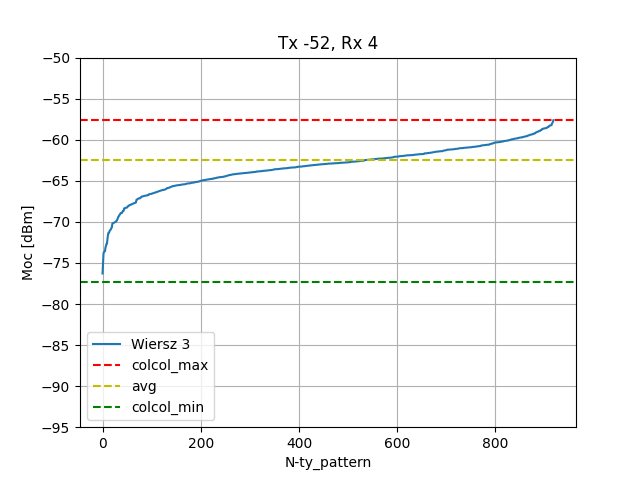 Tx -52, Rx 4
−50
−55
−60
−65
−70
−75
−80
−85
−90
−95
Moc [dBm]
Wiersz 3
colcol_max
avg
colcol_min
0
200
400
600
800
N-ty_pattern